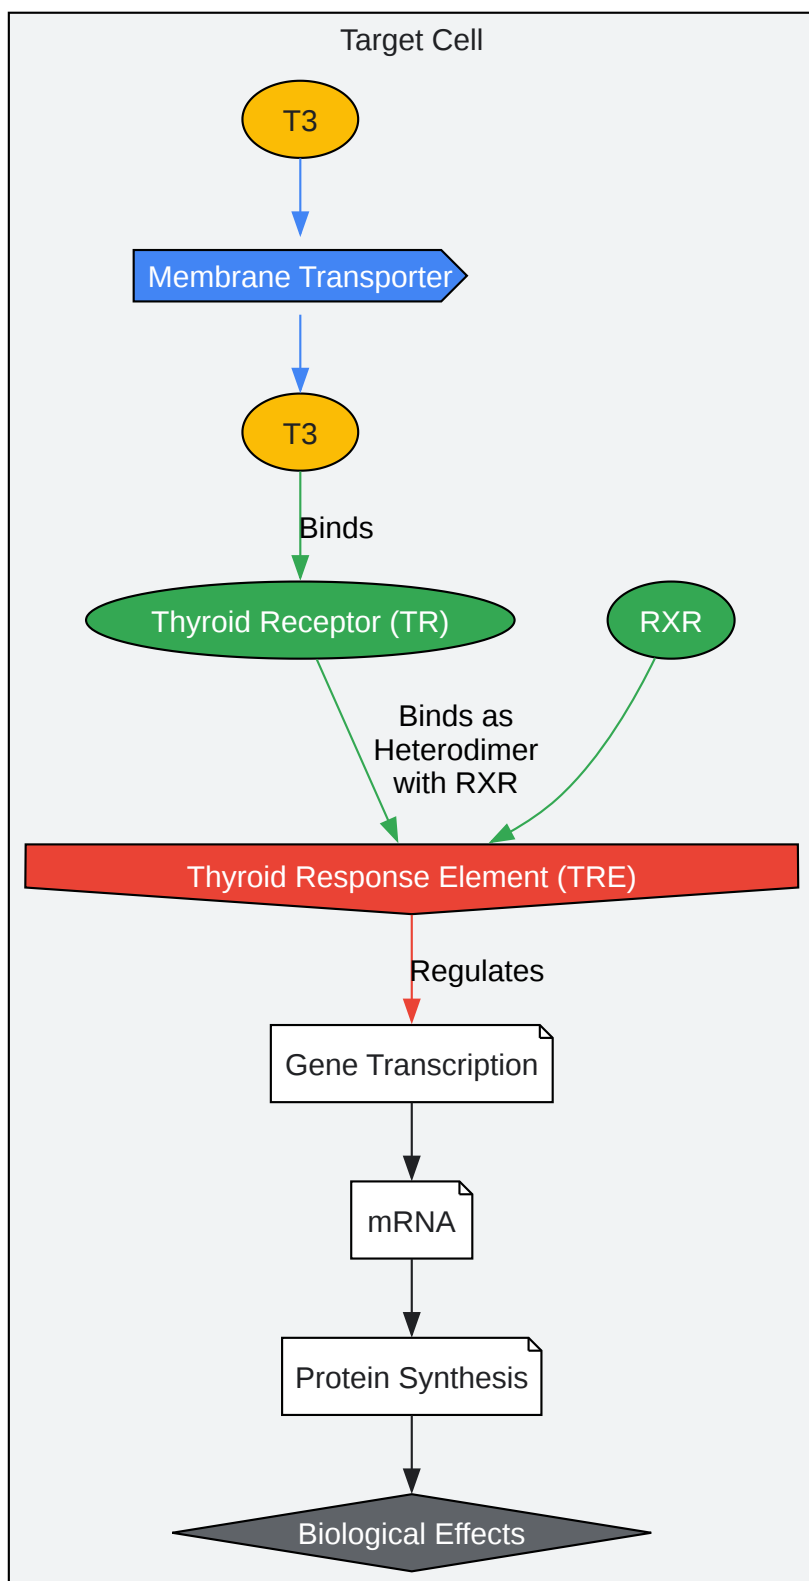 Target Cell
T3
Membrane Transporter
T3
Binds
Thyroid Receptor (TR)
RXR
Binds as
Heterodimer
with RXR
Thyroid Response Element (TRE)
Regulates
Gene Transcription
mRNA
Protein Synthesis
Biological Effects